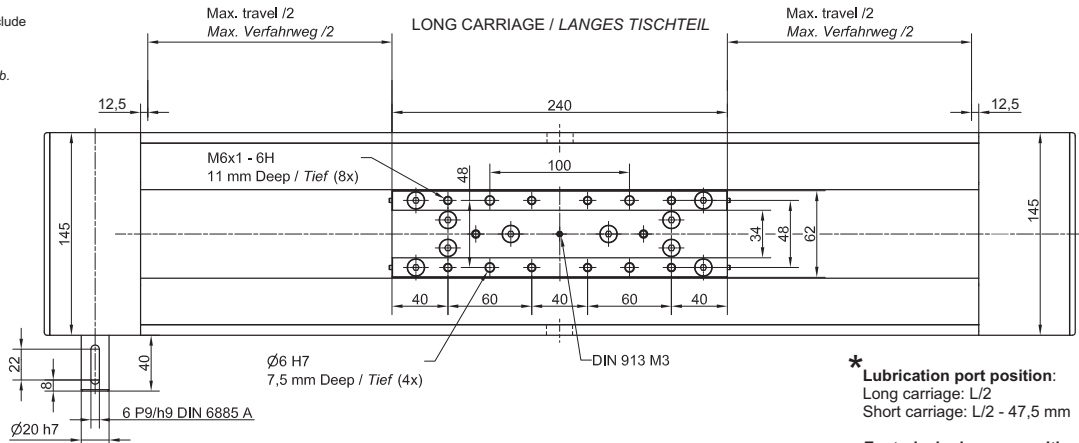 clude
b.
Max. travel /2
Max. Verfahrweg /2
LONG CARRIAGE / LANGES TISCHTEIL
Max. travel /2
Max. Verfahrweg /2
12,5
240
12,5
M6x1 - 6H
11 mm Deep / Tief (8x)
48
100
145
34
48
62
145
40
60
40
60
40
22
8
40
Ø6 H7
7,5 mm Deep / Tief (4x)
DIN 913 M3
6 P9/h9 DIN 6885 A
Ø20 h7
*
Lubrication port position:
Long carriage: L/2
Short carriage: L/2 - 47,5 mm